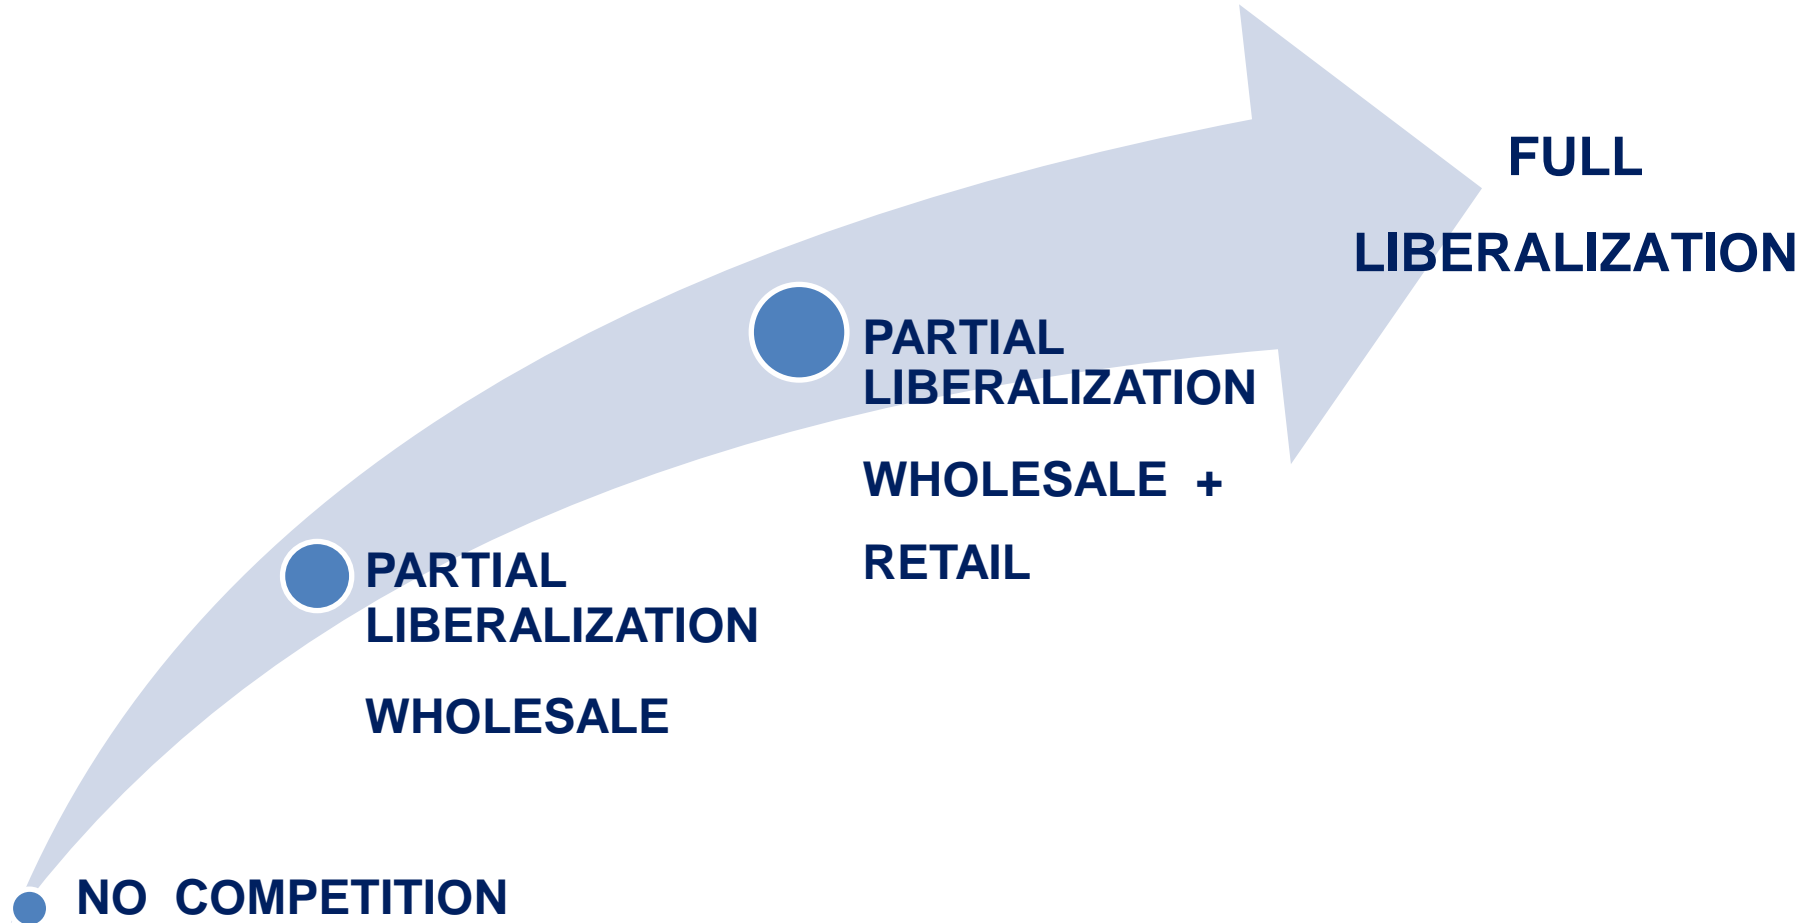 FULL
LIBERALIZATION
PARTIAL
LIBERALIZATION
WHOLESALE +
RETAIL
PARTIAL
LIBERALIZATION
WHOLESALE
NO COMPETITION